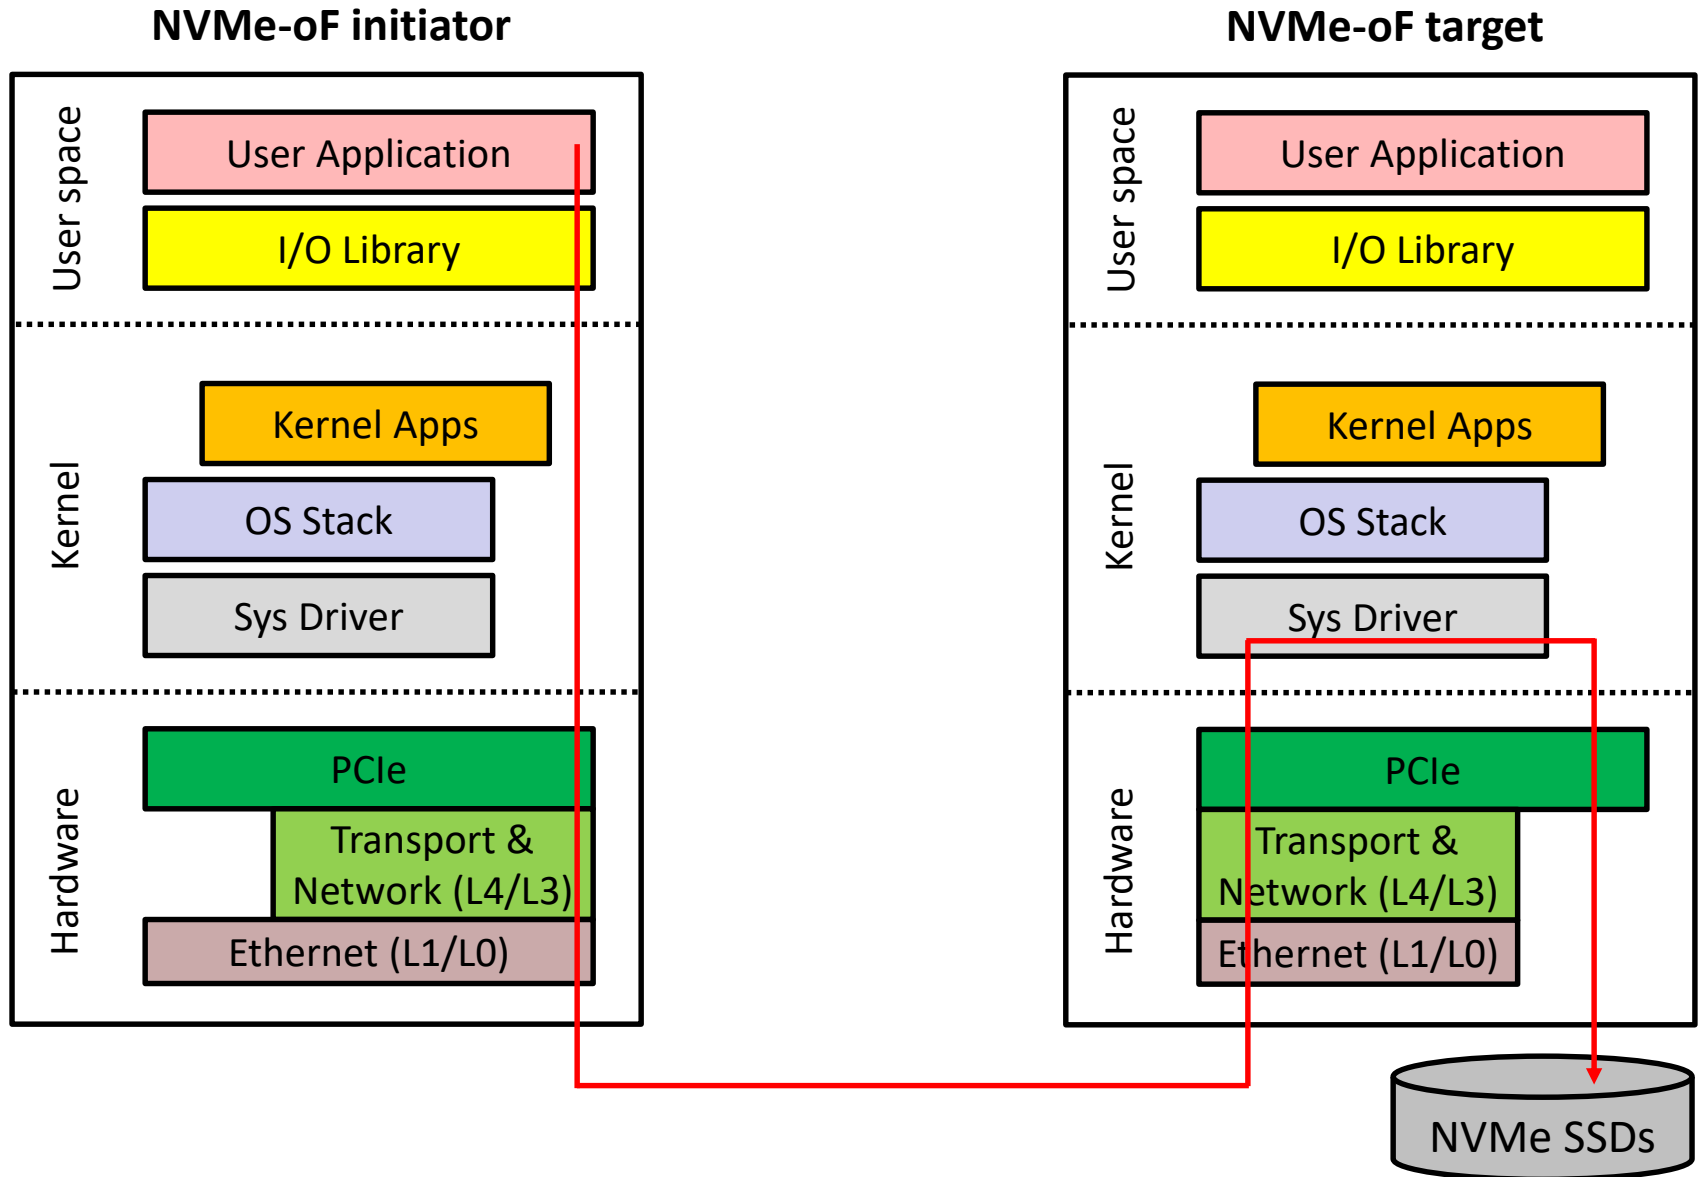 NVMe-oF initiator
User space
User Application
I/O Library
Kernel
Kernel Apps
OS Stack
Sys Driver
Hardware
PCIe
Transport &
Network (L4/L3)
Ethernet (L1/L0)
NVMe-oF target
User space
User Application
I/O Library
Kernel
Kernel Apps
OS Stack
Sys Driver
Hardware
PCIe
Transport &
Network (L4/L3)
Ethernet (L1/L0)
NVMe SSDs